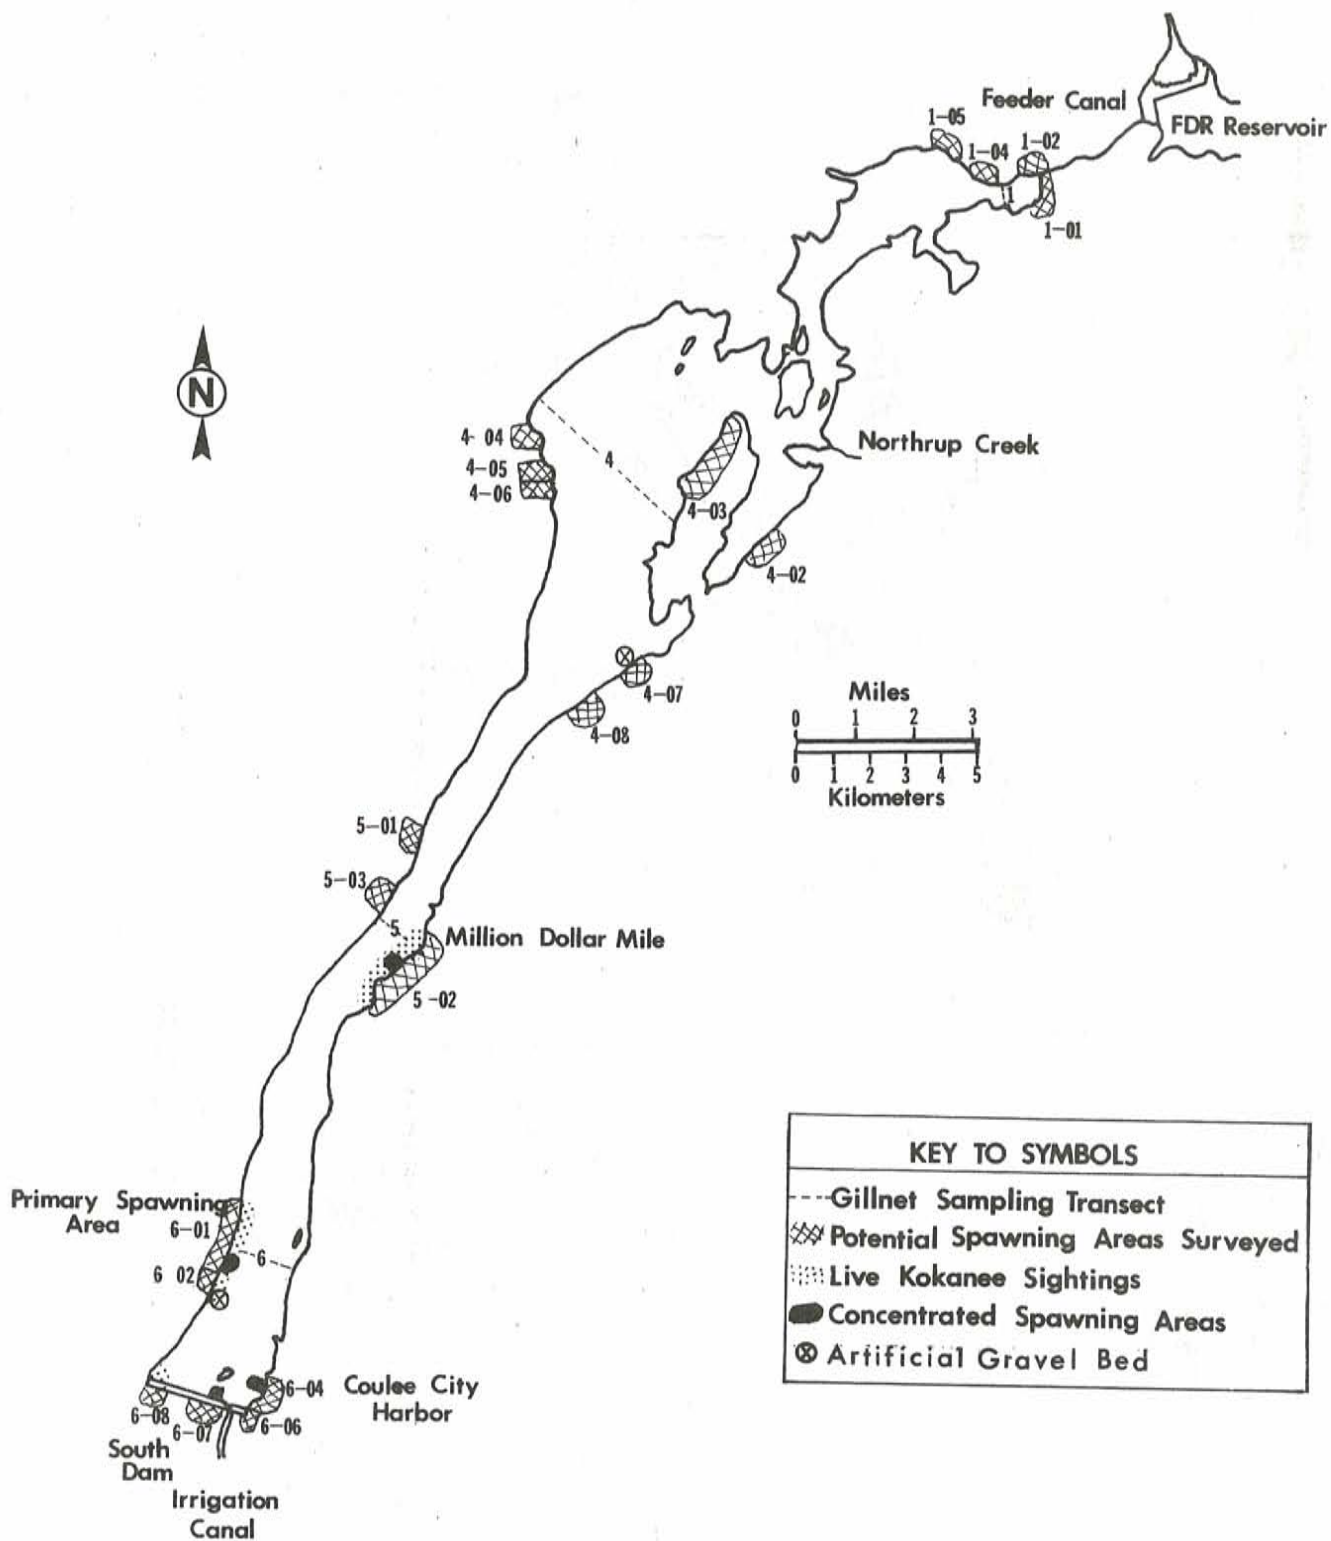 Feeder Canal
FDR Reservoir
1-05
1-04
1-02
1
1-01
N
4- 04
4-05
4-06
4
4-03
Northrup Creek
4-02
4-07
4-08
Miles
0 1 2 3
0 1 2 3 4 5
Kilometers
5-01
5-03
5
Million Dollar Mile
5 -02
Primary Spawning
Area
6-01
6
6 02
6-04
Coulee City
Harbor
6-08
6-07
6-06
South
Dam
Irrigation
Canal
KEY TO SYMBOLS
Gillnet Sampling Transect
Potential Spawning Areas Surveyed
Live Kokanee Sightings
Concentrated Spawning Areas
Artificial Gravel Bed